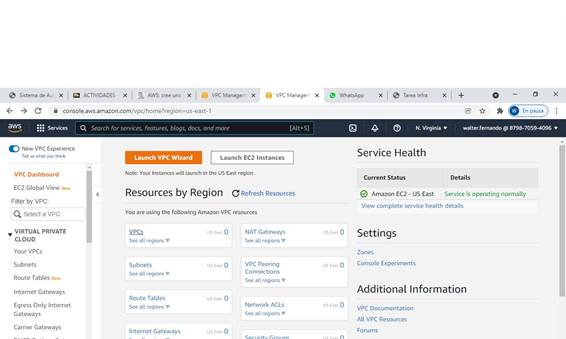 Sistema de Au
ACTIVIDADES -
AWS: cree uno
VPC Manageme
VPC Manageme
WhatsApp
Tarea Infra
console.aws.amazon.com/vpc/home?region=us-east-1
W
En pausa
aws
Services
Search for services, features, blogs, docs, and more
[Alt+S]
N. Virginia
walter.fernando @ 8798-7059-4096
New VPC Experience
Tell us what you think
VPC Dashboard
EC2 Global View New
Filter by VPC:
Select a VPC
VIRTUAL PRIVATE
CLOUD
Your VPCs
Subnets
Route Tables New
Internet Gateways
Egress Only Internet
Gateways
Carrier Gateways
Launch VPC Wizard
Launch EC2 Instances
Note: Your Instances will launch in the US East region.
Resources by Region
Refresh Resources
You are using the following Amazon VPC resources
VPCs
US East 0
See all regions
NAT Gateways
US East 0
See all regions
Subnets
US East 0
See all regions
VPC Peering
Connections
US East 0
See all regions
Route Tables
US East 0
See all regions
Network ACLs
US East 0
See all regions
Internet Gateways
US East 0
Security Groups
Service Health
Current Status
Details
Amazon EC2 - US East
Service is operating normally
View complete service health details
Settings
Zones
Console Experiments
Additional Information
VPC Documentation
All VPC Resources
Forums